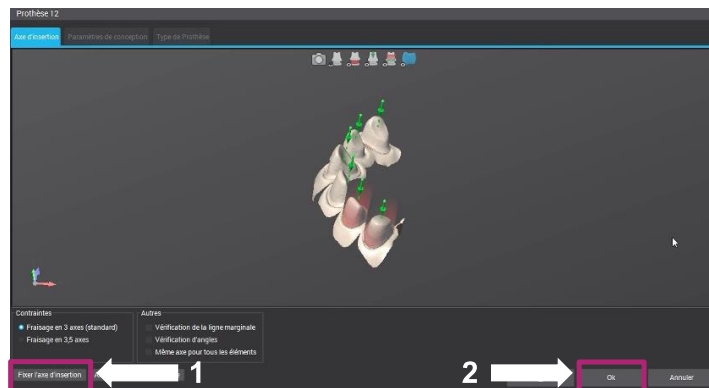 Prothèse 12
Axe d'insertion Paramètres de conception Type de Prothèse
Contraintes Autres
Fraisage en 3 axes (standard) Vérification de la ligne marginale
Fraisage en 3,5 axes Vérification d'angles
Même axe pour tous les éléments
Fixer l'axe d'insertion 1 2 Ok Annuler